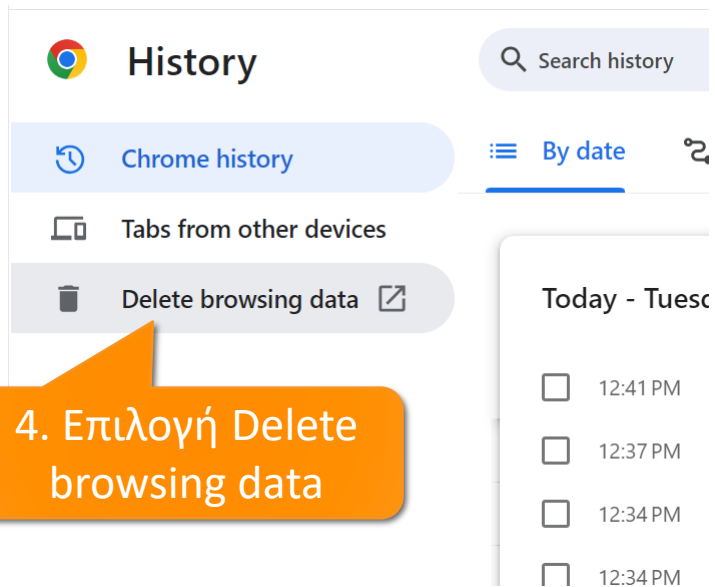 History
Search history
Chrome history
By date
Tabs from other devices
Delete browsing data
Today -
12:41 PM
12:37 PM
12:34 PM
12:34 PM
4. Επιλογή Delete
browsing data